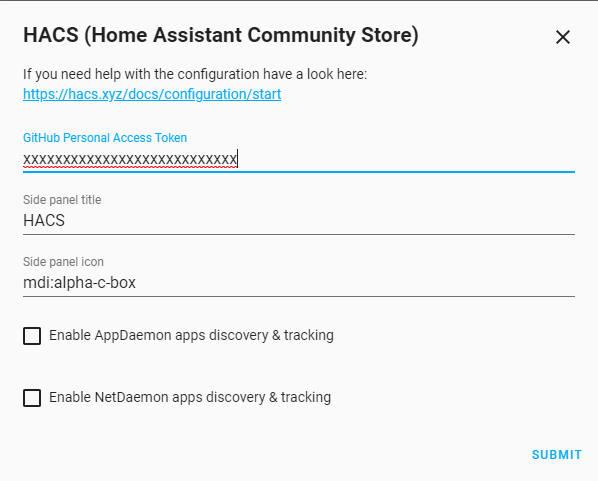 HACS (Home Assistant Community Store)
If you need help with the configuration have a look here:
https://hacs.xyz/docs/configuration/start
GitHub Personal Access Token
xxxxxxxxxxxxxxxxxxxxxxxxxxx
Side panel title
HACS
Side panel icon
mdi:alpha-c-box
Enable AppDaemon apps discovery & tracking
Enable NetDaemon apps discovery & tracking
SUBMIT